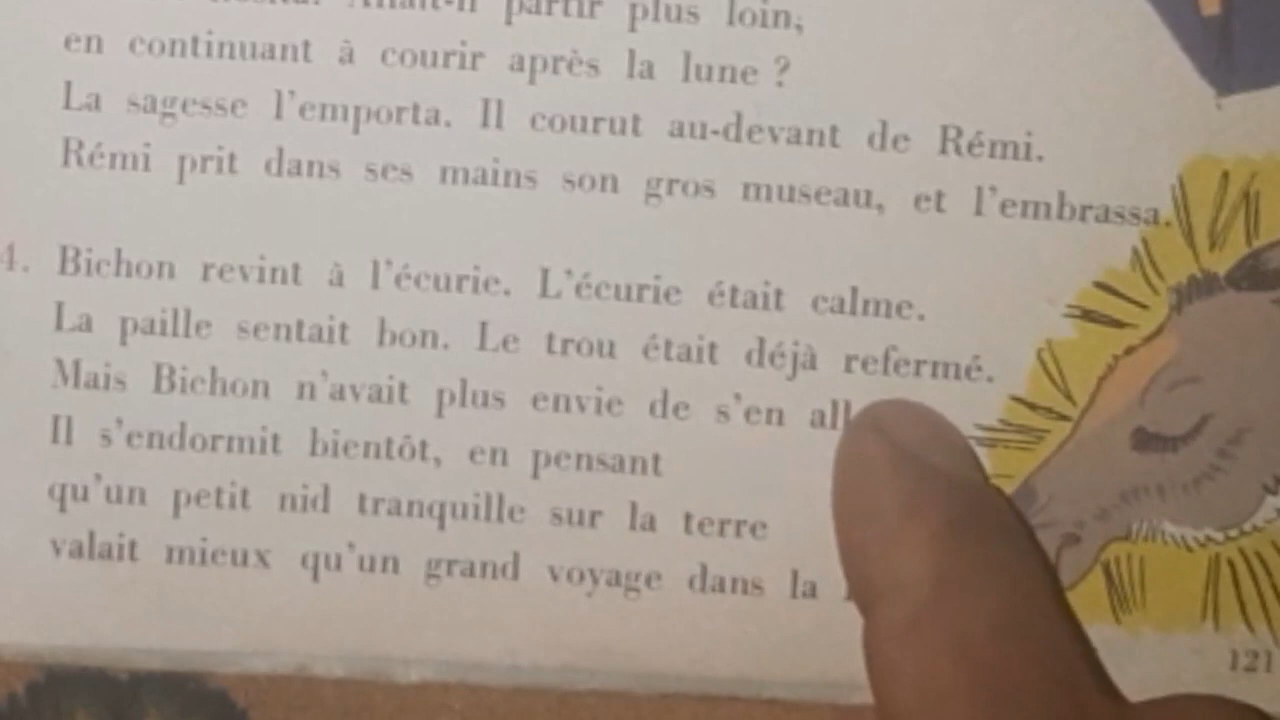 partir plus loin,
en continuant à courir après la lune ?
La sagesse l'emporta. Il courut au-devant de Rémi.
Rémi prit dans ses mains son gros museau, et l'embrassa.
4. Bichon revint à l'écurie. L'écurie était calme.
La paille sentait bon. Le trou était déjà refermé.
Mais Bichon n'avait plus envie de s'en
Il s'endormit bientôt, en pensant
qu'un petit nid tranquille sur la terre
valait mieux qu'un grand voyage dans la
121